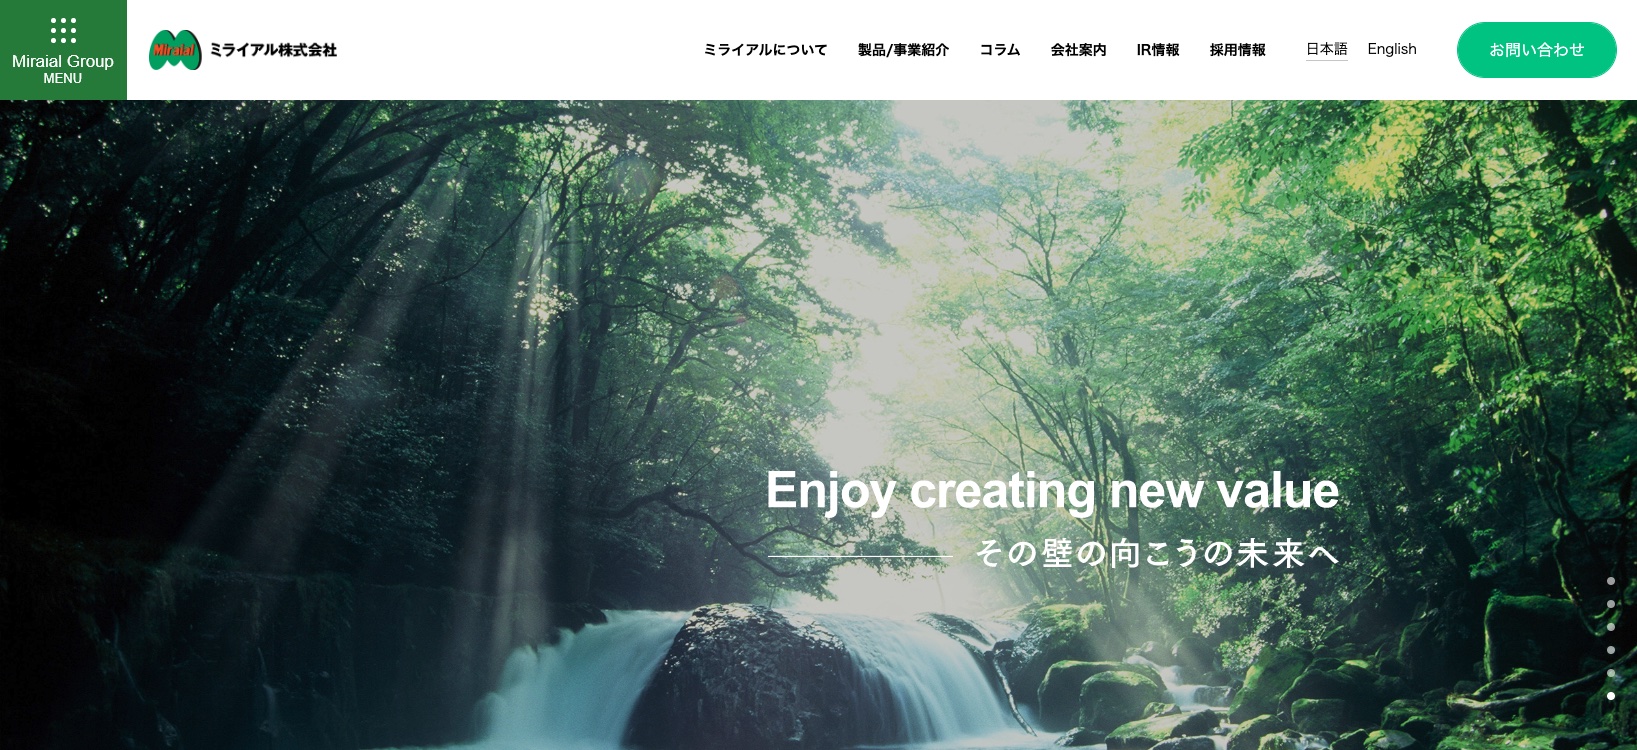 Miraial Group
MENU
Miraial
ミライアル株式会社
ミライアルについて
製品/事業紹介
コラム
会社案内
IR情報
採用情報
日本語
English
お問い合わせ
Enjoy creating new value
その壁の向こうの未来へ